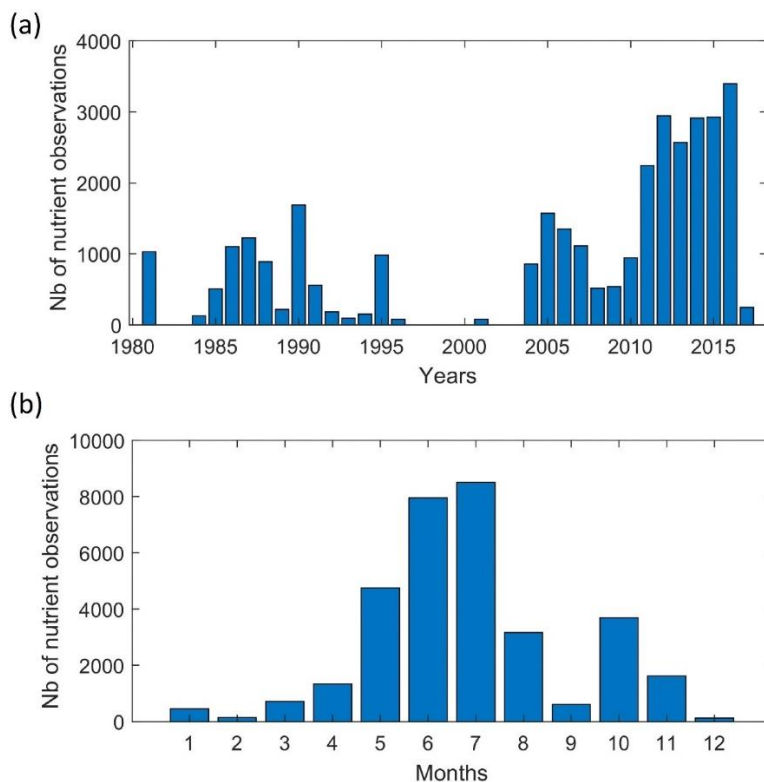 (a)
4000
3000
2000
1000
0
Nb of nutrient observations
1980 1985 1990 1995 2000 2005 2010 2015
Years
(b)
10000
8000
6000
4000
2000
0
Nb of nutrient observations
1 2 3 4 5 6 7 8 9 10 11 12
Months